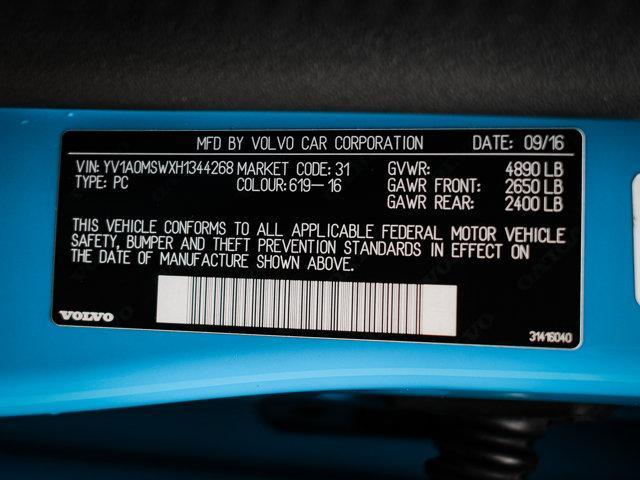 MFD BY VOLVO CAR CORPORATION DATE: 09/16
VIN: YV1A0MSWXH1344268 MARKET CODE: 31 GVWR: 4890 LB
TYPE: PC COLOUR: 619-16 GAWR FRONT: 2650 LB
GAWR REAR: 2400 LB
THIS VEHICLE CONFORMS TO ALL APPLICABLE FEDERAL MOTOR VEHICLE
SAFETY, BUMPER AND THEFT PREVENTION STANDARDS IN EFFECT ON
THE DATE OF MANUFACTURE SHOWN ABOVE.
VOLVO
31416040